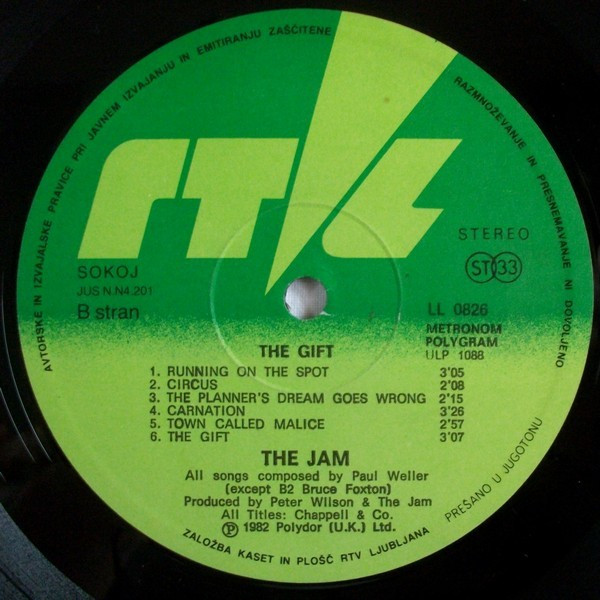 AVTORSKE IN IZVAJALSKE PRAVICE PRI JAVNEM IZVAJANJU IN EMITIRANJU ZAŠČITENE
RAZMNOŽEVANJE IN PRESNEMAVANJE NI DOVOLJENO
rtl
STEREO
SOKOJ
ST 33
JUS N.N4.201
B stran
LL 0826
METRONOM
POLYGRAM
ULP 1088
THE GIFT
1. RUNNING ON THE SPOT 3'05
2. CIRCUS 2'08
3. THE PLANNER'S DREAM GOES WRONG 2'15
4. CARNATION 3'26
5. TOWN CALLED MALICE 2'57
6. THE GIFT 3'07
THE JAM
All songs composed by Paul Weller
(except B2 Bruce Foxton)
Produced by Peter Wilson & The Jam
All Titles: Chappell & Co.
Ⓟ 1982 Polydor (U.K.) Ltd.
PREŠANO U JUGOTONU
ZALOŽBA KASET IN PLOŠČ RTV LJUBLJANA